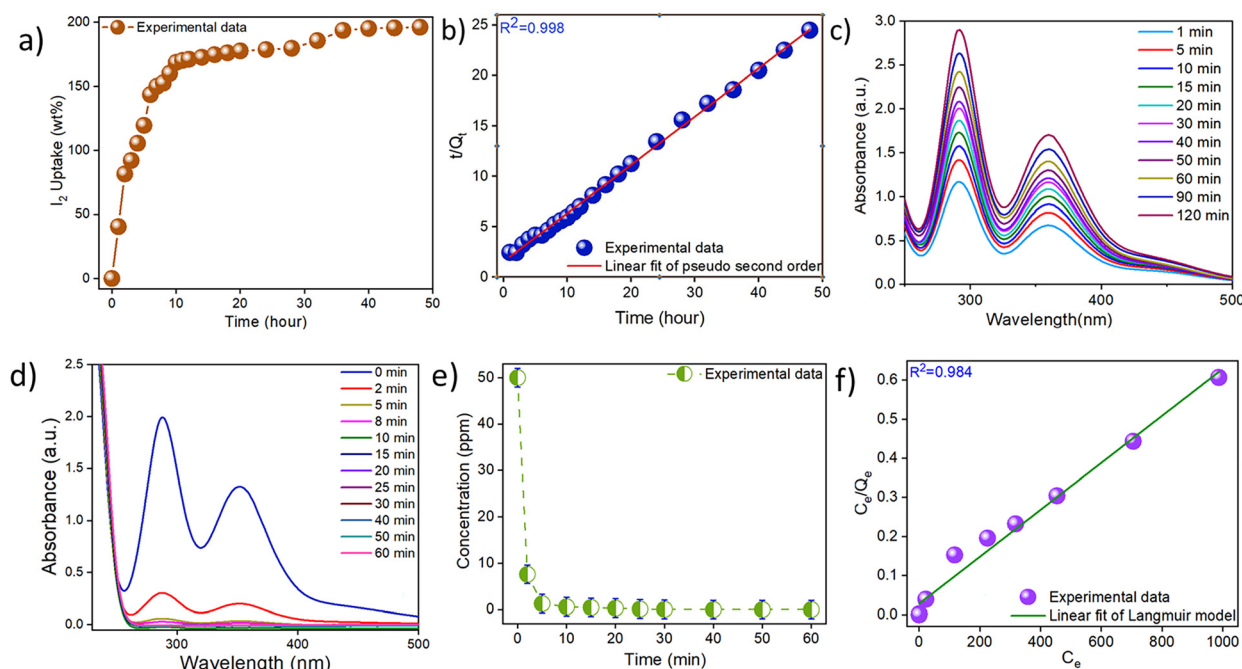 a)
Experimental data
I2 Uptake (wt%)
200
150
100
50
0
0 10 20 30 40 50
Time (hour)
b)
R²=0.998
t/Qt
25
20
15
10
5
0
Experimental data
Linear fit of pseudo second order
0 10 20 30 40 50
Time (hour)
c)
Absorbance (a.u.)
3.0
2.5
2.0
1.5
1.0
0.5
0.0
1 min
5 min
10 min
15 min
20 min
30 min
40 min
50 min
60 min
90 min
120 min
300 400 500
Wavelength(nm)
d)
Absorbance (a.u.)
2.5
2.0
1.5
1.0
0.5
0.0
0 min
2 min
5 min
8 min
10 min
15 min
20 min
25 min
30 min
40 min
50 min
60 min
300 400 500
Wavelength (nm)
e)
Experimental data
Concentration (ppm)
50
40
30
20
10
0
0 10 20 30 40 50 60
Time (min)
f)
R²=0.984
Ce/Qe
0.6
0.5
0.4
0.3
0.2
0.1
0.0
Experimental data
Linear fit of Langmuir model
0 200 400 600 800 1000
Ce